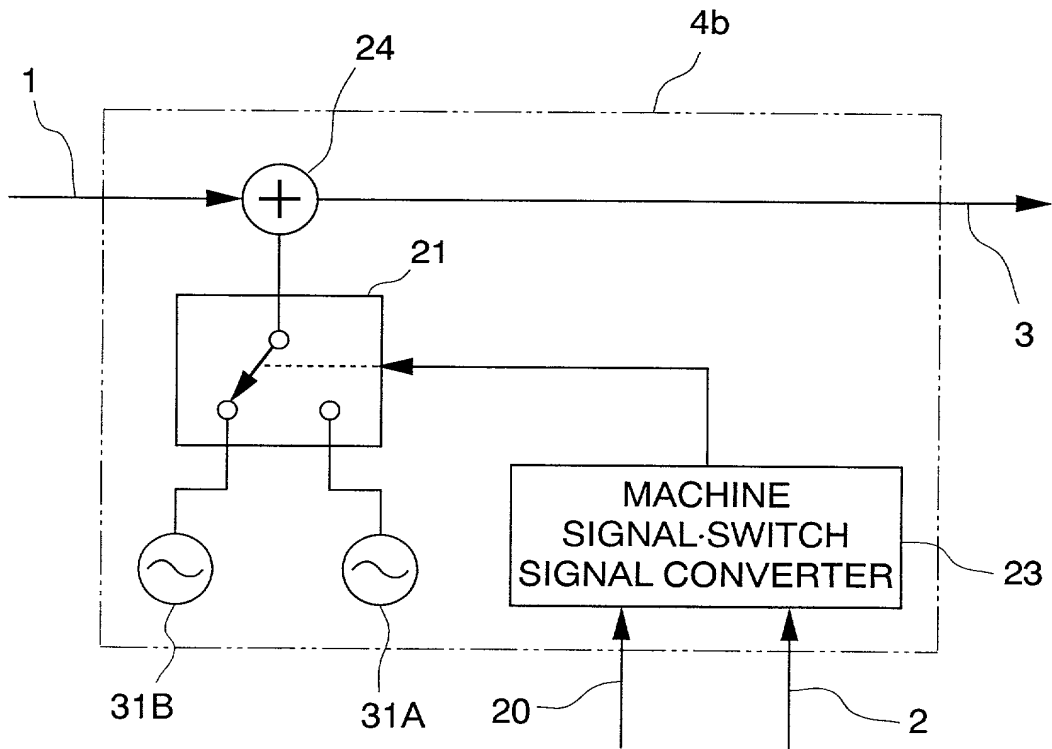 4b
24
1
21
3
MACHINE
SIGNAL·SWITCH
SIGNAL CONVERTER
23
31B
31A
20
2